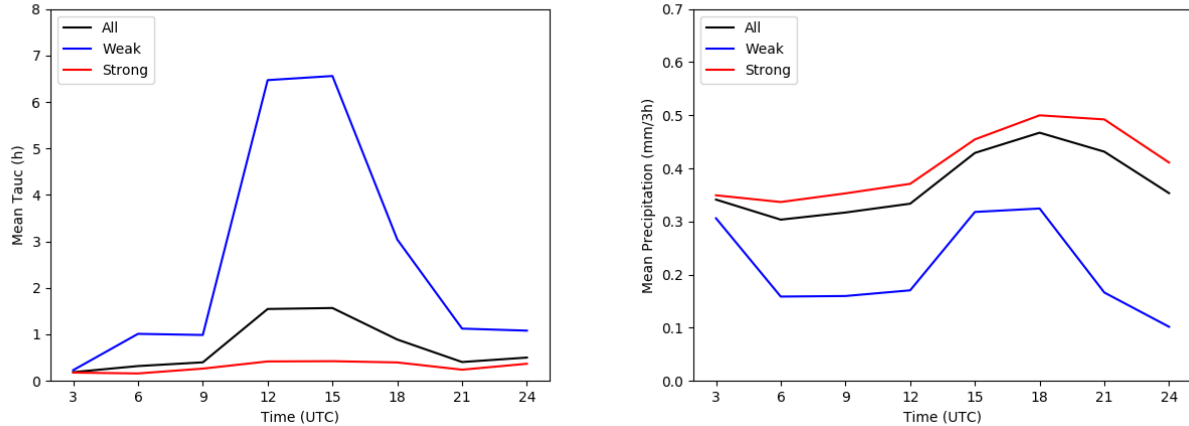 8
7
6
5
4
3
2
1
0
Mean Tauc (h)
All
Weak
Strong
3 6 9 12 15 18 21 24
Time (UTC)
0.7
0.6
0.5
0.4
0.3
0.2
0.1
0.0
Mean Precipitation (mm/3h)
All
Weak
Strong
3 6 9 12 15 18 21 24
Time (UTC)